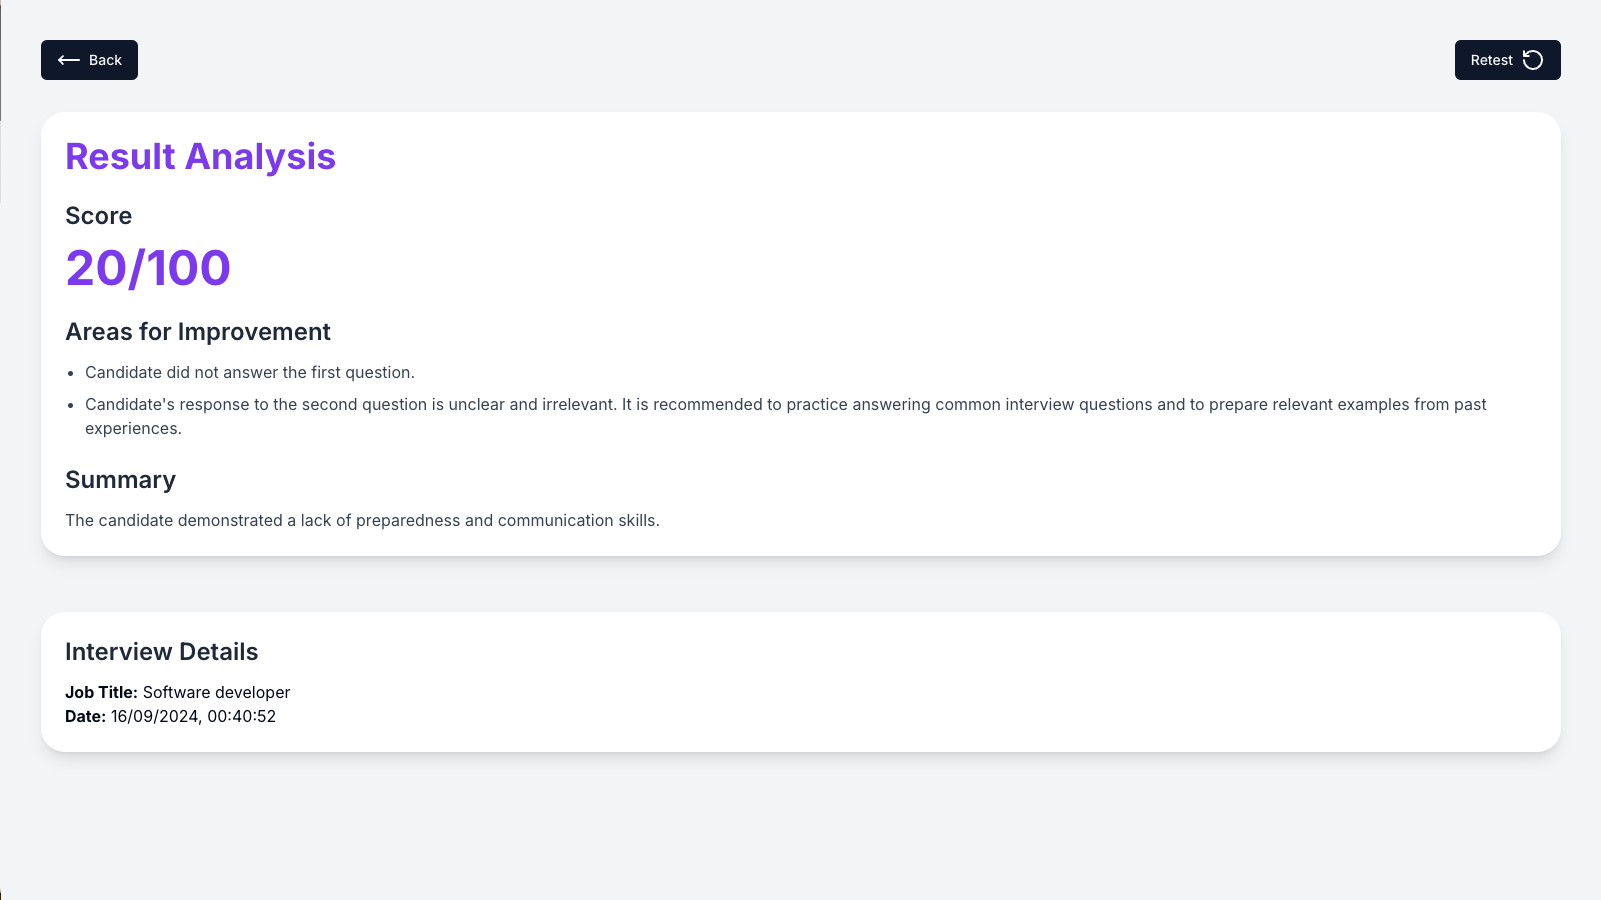 Back
Retest
Result Analysis
Score
20/100
Areas for Improvement
• Candidate did not answer the first question.
• Candidate's response to the second question is unclear and irrelevant. It is recommended to practice answering common interview questions and to prepare relevant examples from past
experiences.
Summary
The candidate demonstrated a lack of preparedness and communication skills.
Interview Details
Job Title: Software developer
Date: 16/09/2024, 00:40:52